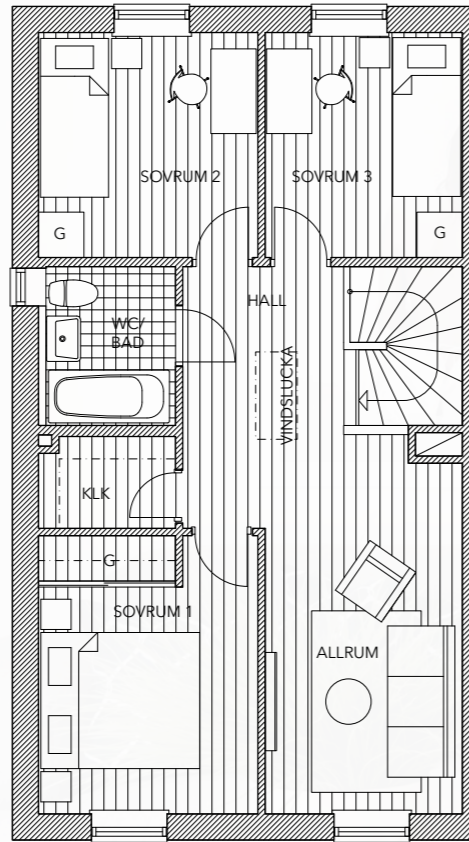 SOVRUM 2
SOVRUM 3
G
G
HALL
WC/
BAD
VINDSLUCKA
KLK
G
SOVRUM 1
ALLRUM